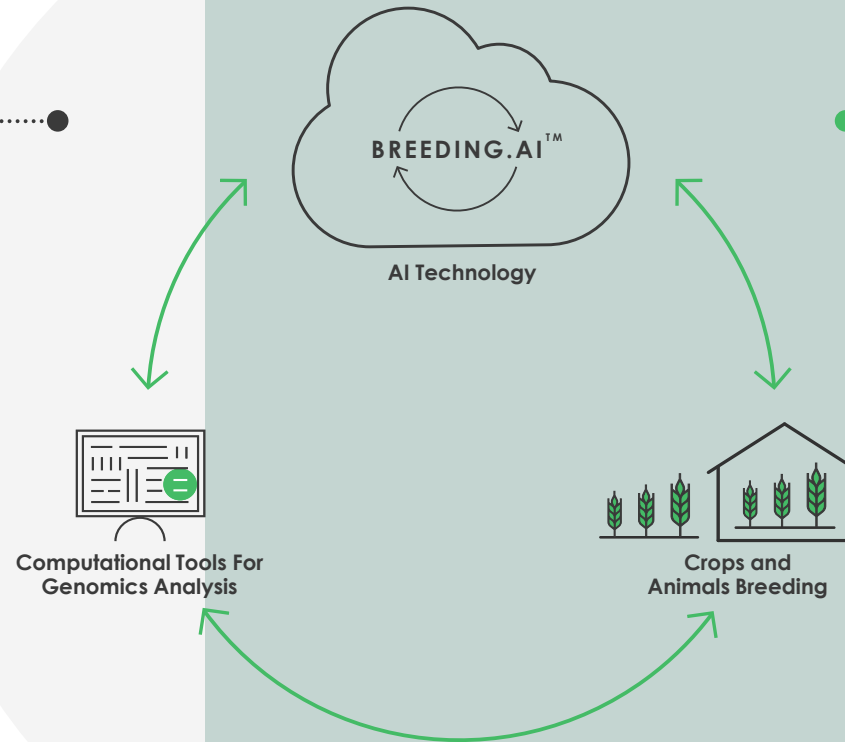 BREEDING.AI™
AI Technology
Computational Tools For
Genomics Analysis
Crops and
Animals Breeding